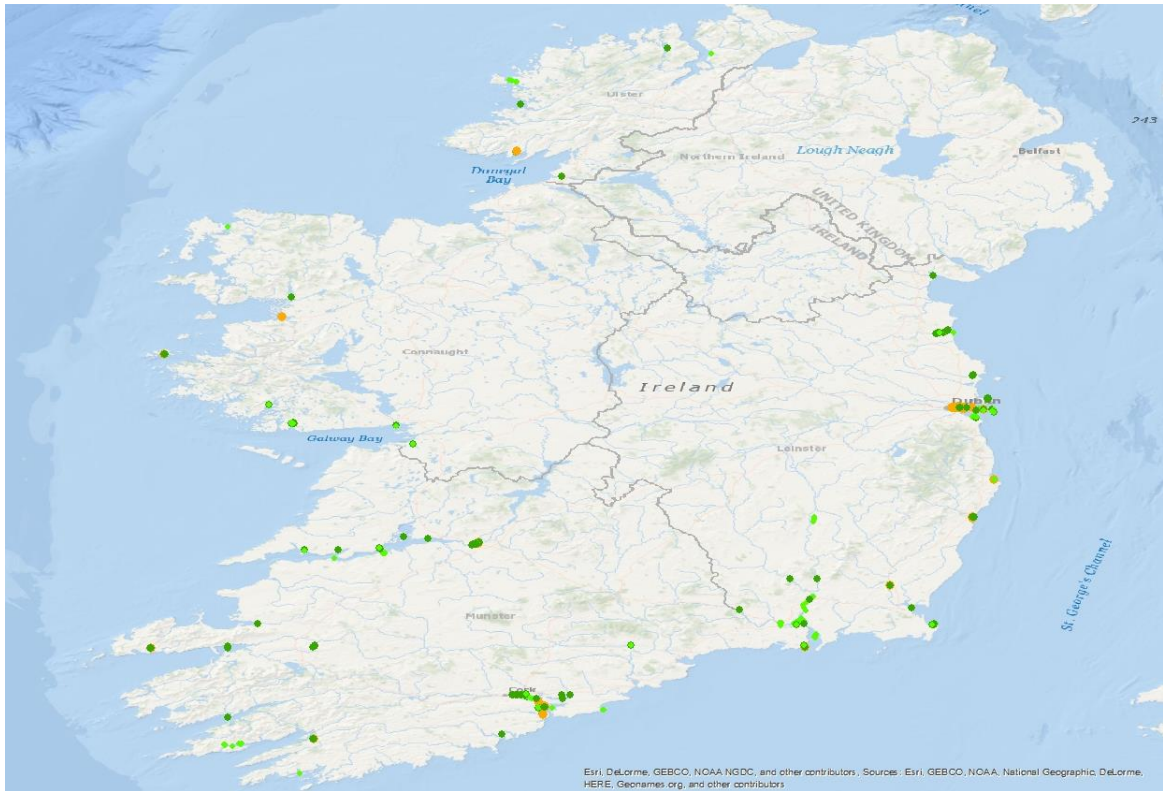 Ulster
243
Northern Ireland
Lough Neagh
Belfast
Donegal
Bay
UNITED KINGDOM
IRELAND
Connaught
Ireland
Dublin
Galway Bay
Leinster
Munster
St. George's Channel
Cork
Esri, DeLorme, GEBCO, NOAA NGDC, and other contributors, Sources: Esri, GEBCO, NOAA, National Geographic, DeLorme,
HERE, Geonames.org, and other contributors